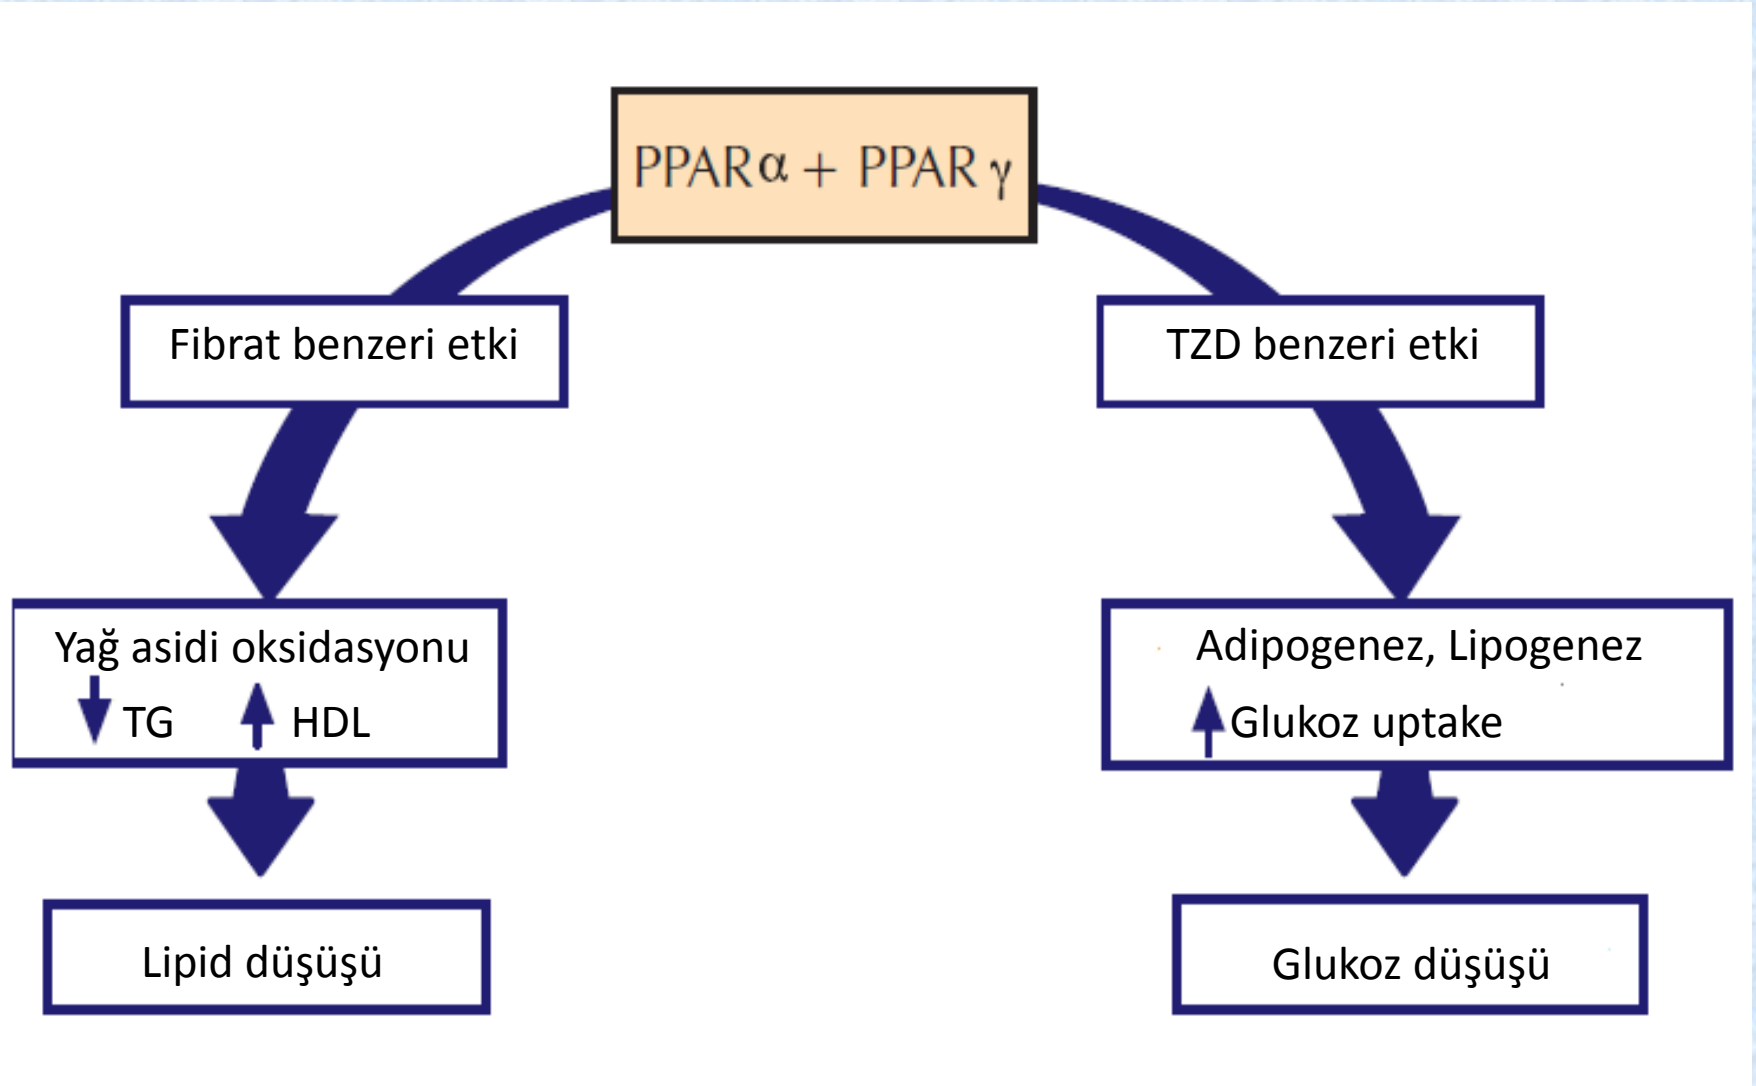 PPARα + PPAR γ
Fibrat benzeri etki
TZD benzeri etki
Yağ asidi oksidasyonu
TG HDL
Adipogenez, Lipogenez
Glukoz uptake
Lipid düşüşü
Glukoz düşüşü